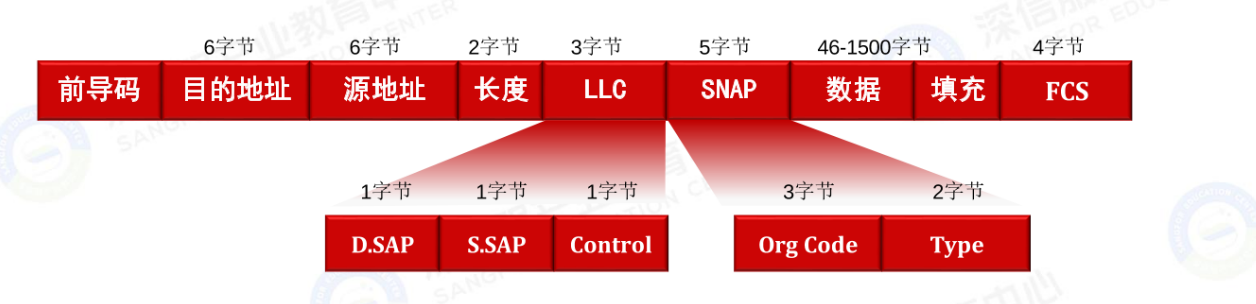 6字节 6字节 2字节 3字节 5字节 46-1500字节 4字节
前导码 目的地址 源地址 长度 LLC SNAP 数据 填充 FCS
1字节 1字节 1字节 3字节 2字节
D.SAP S.SAP Control Org Code Type